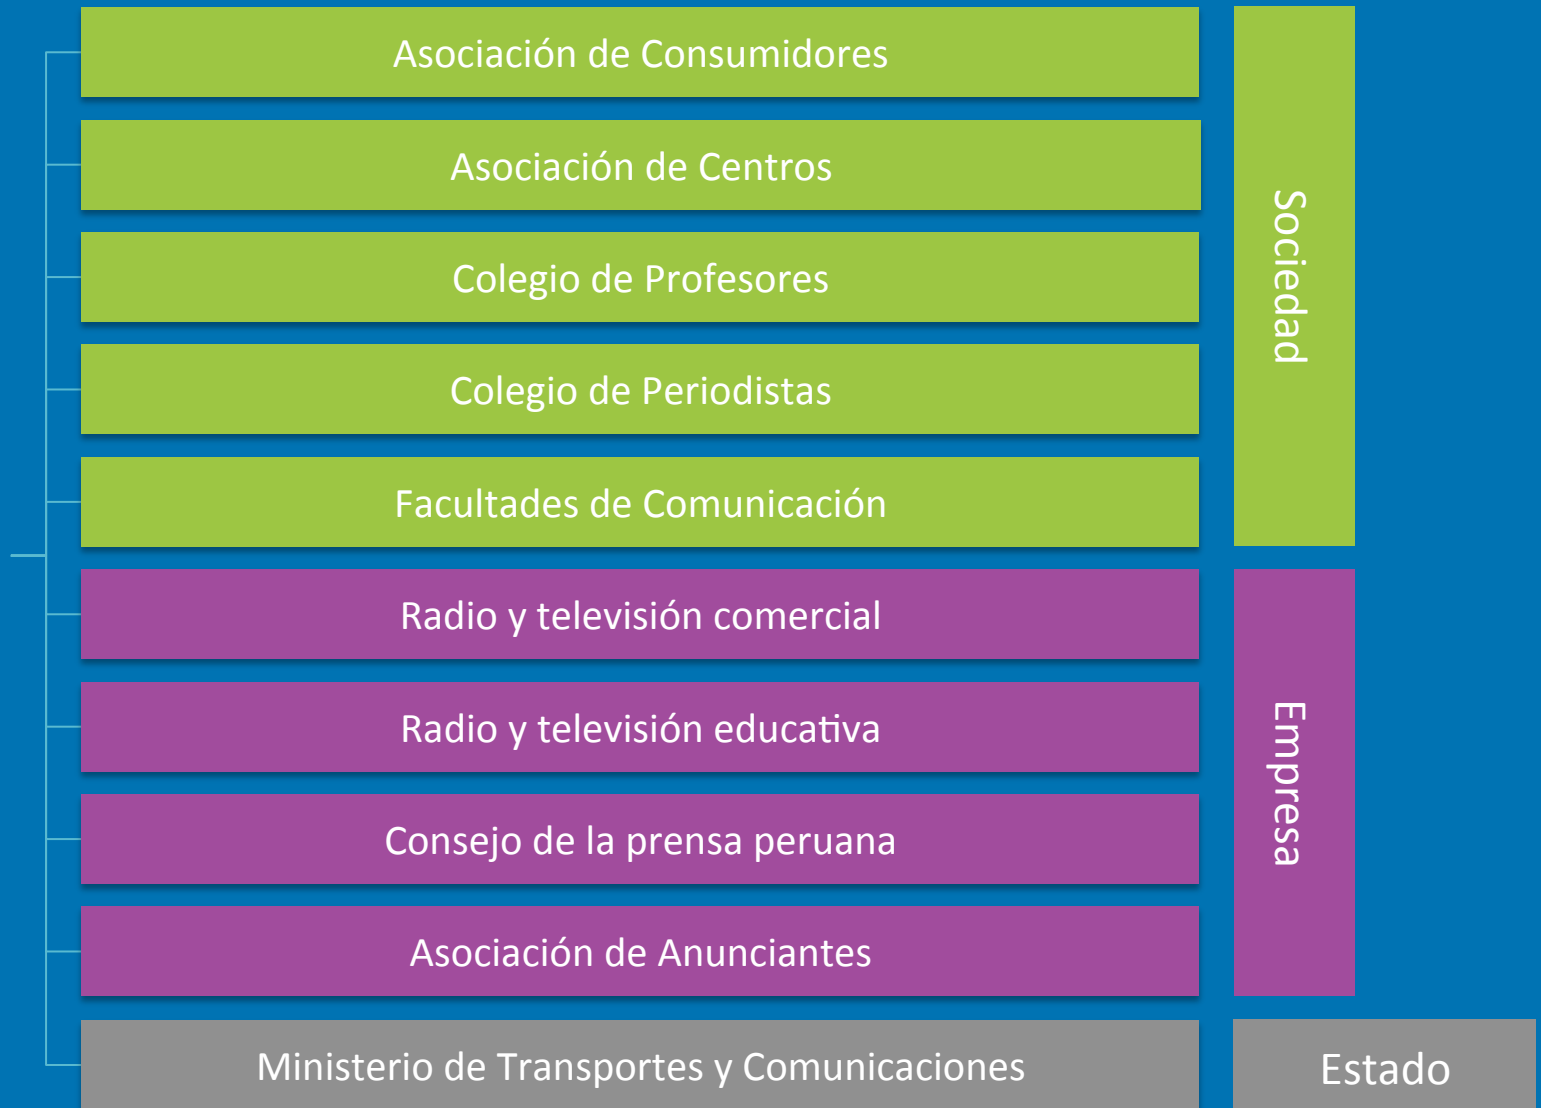 Asociación de Consumidores
Asociación de Centros
Colegio de Profesores
Colegio de Periodistas
Facultades de Comunicación
Sociedad
Radio y televisión comercial
Radio y televisión educativa
Consejo de la prensa peruana
Asociación de Anunciantes
Empresa
Ministerio de Transportes y Comunicaciones
Estado